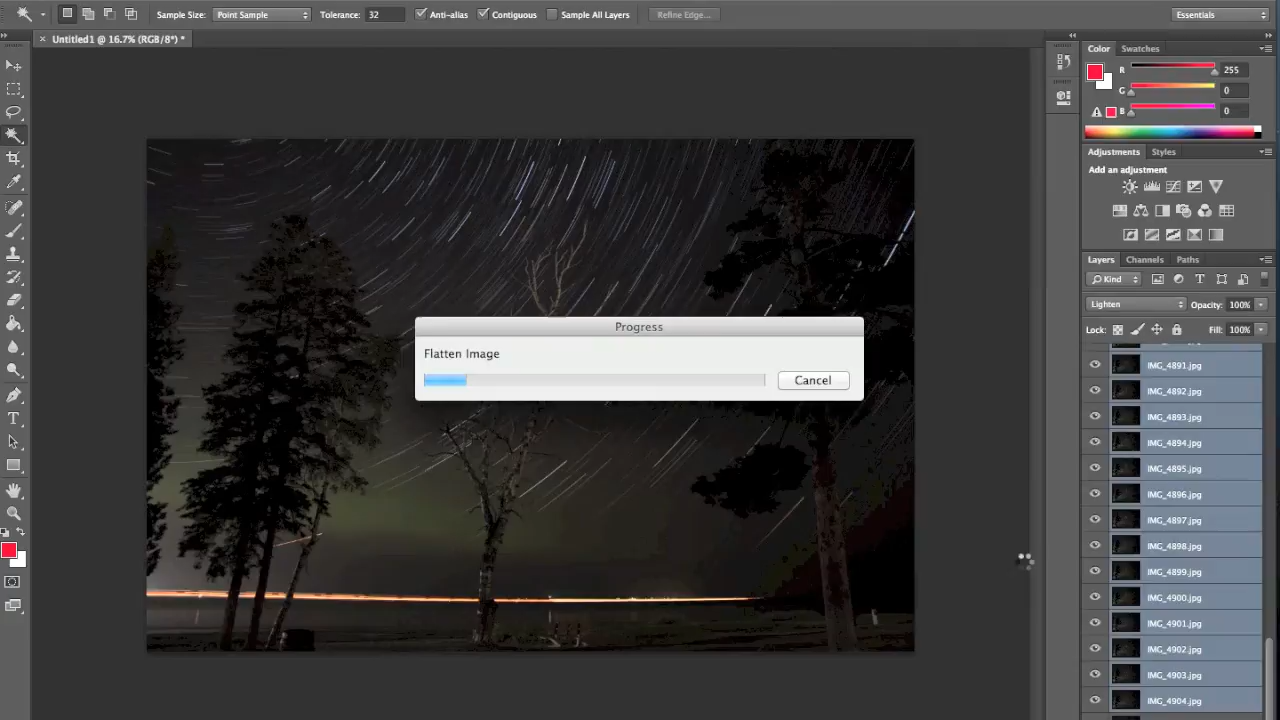 Sample Size: Point Sample Tolerance: 32 Anti-alias Contiguous Sample All Layers Refine Edge... Essentials
× Untitled1 @ 16.7% (RGB/8*) *
Color Swatches
R 255
G 0
B 0
Adjustments Styles
Add an adjustment
Layers Channels Paths
Kind
Lighten Opacity: 100%
Lock: Fill: 100%
Progress
Flatten Image
Cancel
IMG_4891.jpg
IMG_4892.jpg
IMG_4893.jpg
IMG_4894.jpg
IMG_4895.jpg
IMG_4896.jpg
IMG_4897.jpg
IMG_4898.jpg
IMG_4899.jpg
IMG_4900.jpg
IMG_4901.jpg
IMG_4902.jpg
IMG_4903.jpg
IMG_4904.jpg